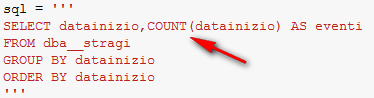 sql = '''
SELECT datainizio,COUNT(datainizio) AS eventi
FROM dba__stragi
GROUP BY datainizio
ORDER BY datainizio
'''